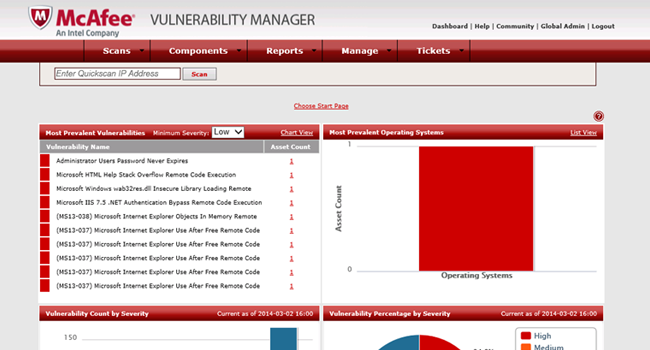 McAfee®
An Intel Company
VULNERABILITY MANAGER
Dashboard | Help | Community | Global Admin | Logout
Scans Components Reports Manage Tickets
Enter Quickscan IP Address Scan
Choose Start Page
?
Most Prevalent Vulnerabilities Minimum Severity: Low Chart View
Vulnerability Name Asset Count
Administrator Users Password Never Expires 1
Microsoft HTML Help Stack Overflow Remote Code Execution 1
Microsoft Windows wab32res.dll Insecure Library Loading Remote 1
Microsoft IIS 7.5 .NET Authentication Bypass Remote Code Execution 1
(MS13-038) Microsoft Internet Explorer Objects In Memory Remote 1
(MS13-037) Microsoft Internet Explorer Use After Free Remote Code 1
(MS13-037) Microsoft Internet Explorer Use After Free Remote Code 1
(MS13-037) Microsoft Internet Explorer Use After Free Remote Code 1
(MS13-037) Microsoft Internet Explorer Use After Free Remote Code 1
(MS13-037) Microsoft Internet Explorer Use After Free Remote Code 1
Most Prevalent Operating Systems List View
1
Asset Count
0
Operating Systems
Vulnerability Count by Severity Current as of 2014-03-02 16:00
150
Vulnerability Percentage by Severity Current as of 2014-03-02 16:00
High
Medium